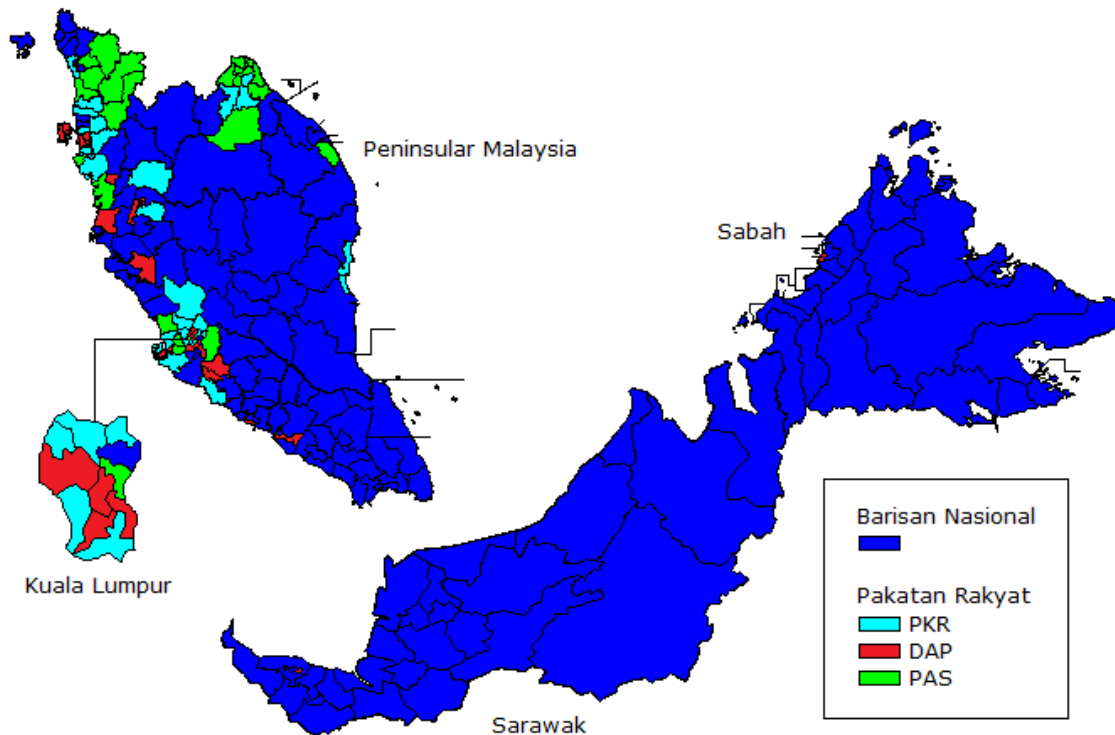 Peninsular Malaysia
Sabah
Kuala Lumpur
Sarawak
Barisan Nasional
Pakatan Rakyat
PKR
DAP
PAS